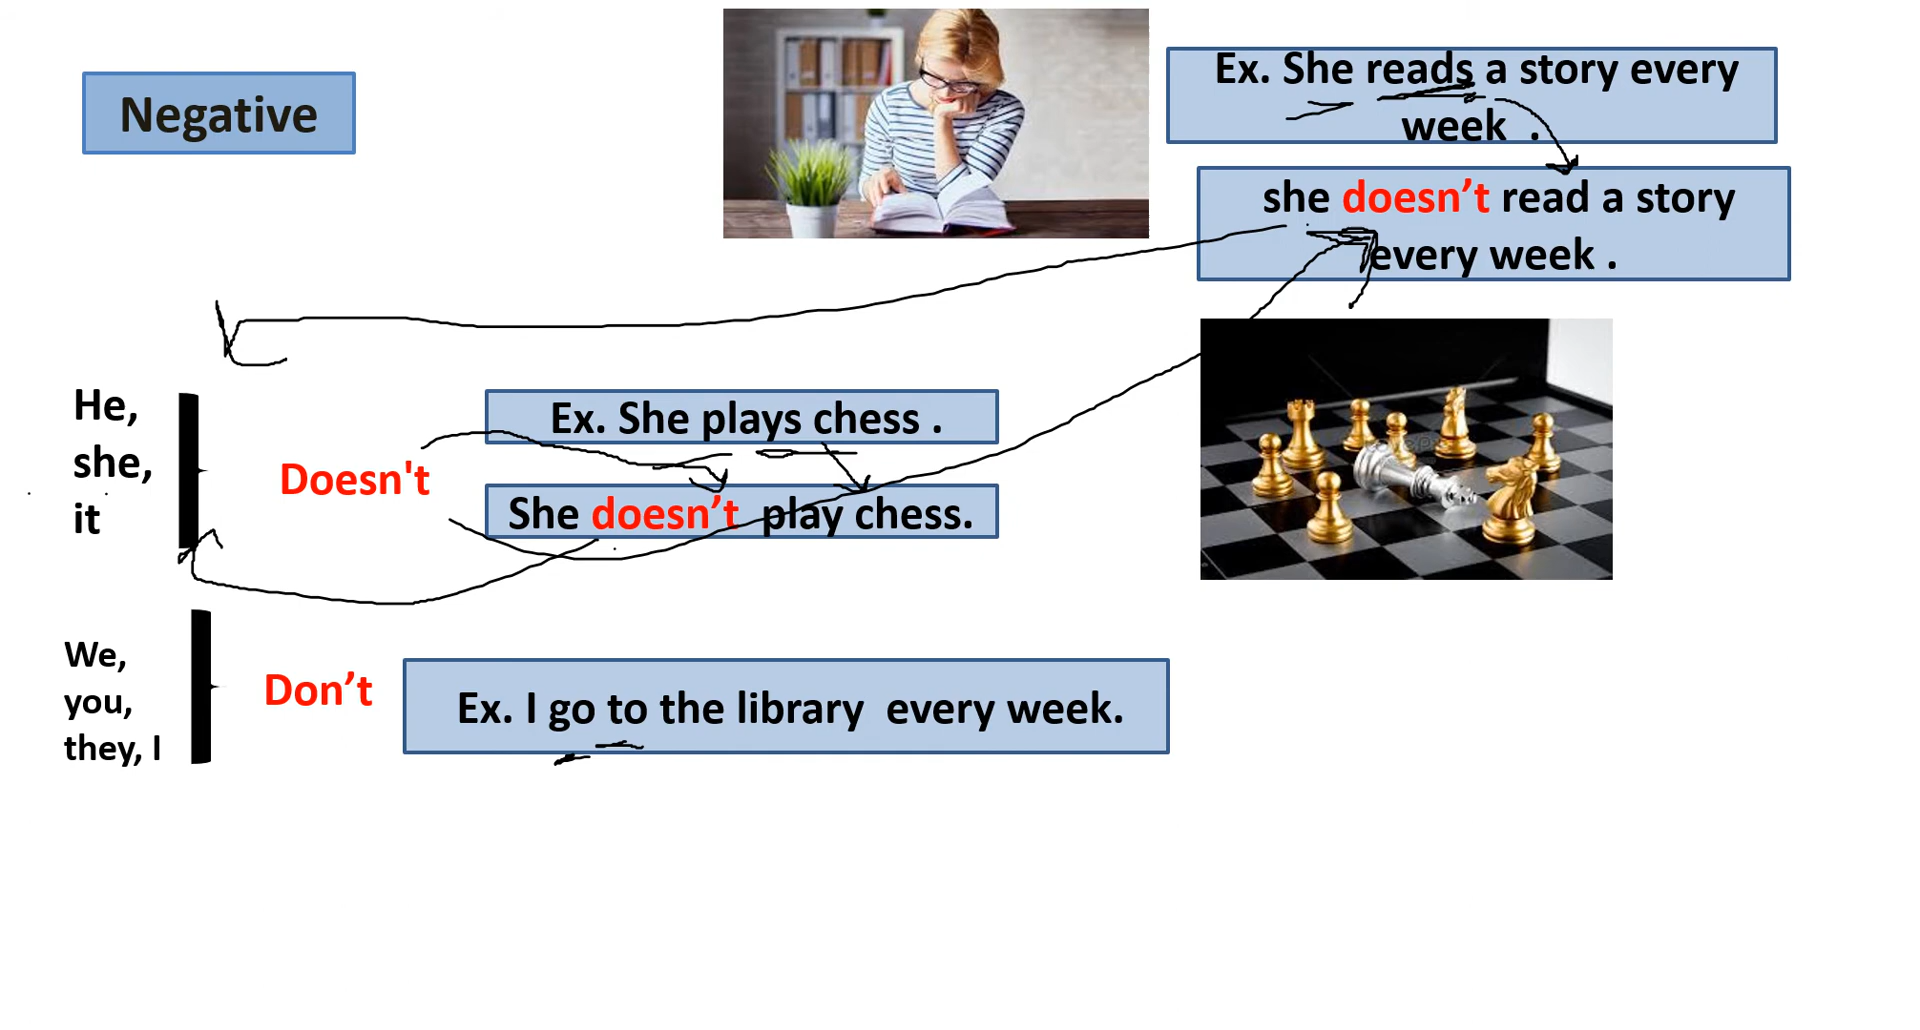 Negative
Ex. She reads a story every
week .
she doesn’t read a story
every week .
He,
she,
it
Doesn't
Ex. She plays chess .
She doesn’t play chess.
We,
you,
they, I
Don’t
Ex. I go to the library every week.